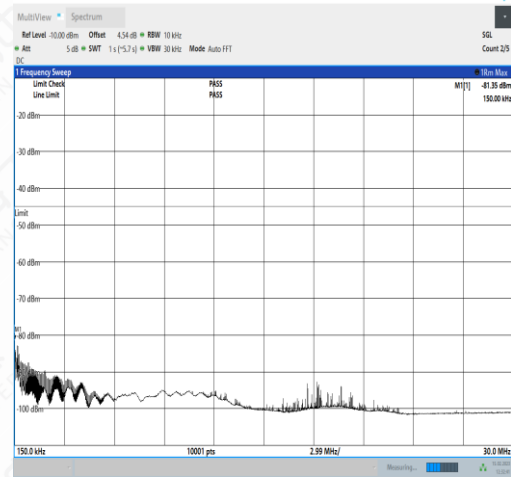 MultiView Spectrum
Ref Level -10.00 dBm Offset 4.54 dB RBW 10 kHz SGL
Att 5 dB SWT 1 s (~5.7 s) VBW 30 kHz Mode Auto FFT Count 2/5
DC
1 Frequency Sweep 1Rm Max
Limit Check PASS M1[1] -81.35 dBm
Line Limit PASS 150.00 kHz
-20 dBm
-30 dBm
-40 dBm
Limit
-50 dBm
-60 dBm
-70 dBm
M1
-80 dBm
-100 dBm
150.0 kHz 10001 pts 2.99 MHz/ 30.0 MHz
Measuring...